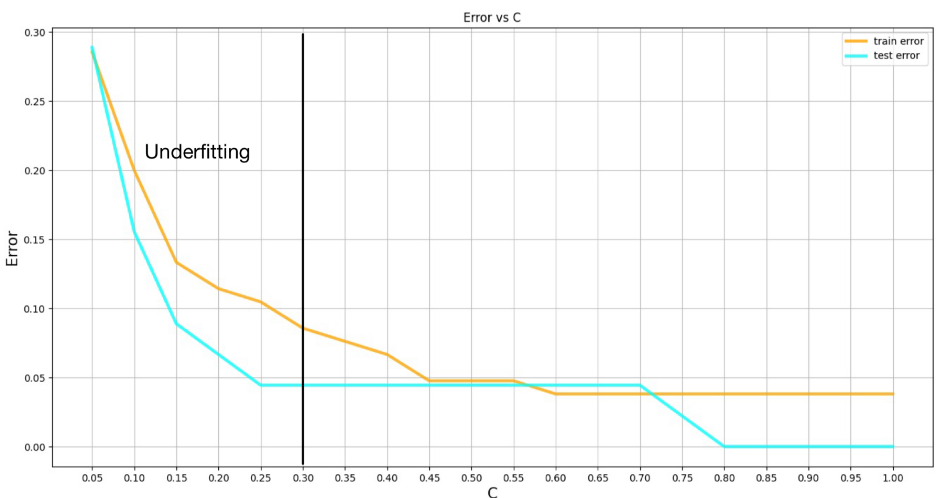 Error vs C
train error
test error
Underfitting
Error
0.30
0.25
0.20
0.15
0.10
0.05
0.00
0.05 0.10 0.15 0.20 0.25 0.30 0.35 0.40 0.45 0.50 0.55 0.60 0.65 0.70 0.75 0.80 0.85 0.90 0.95 1.00
C